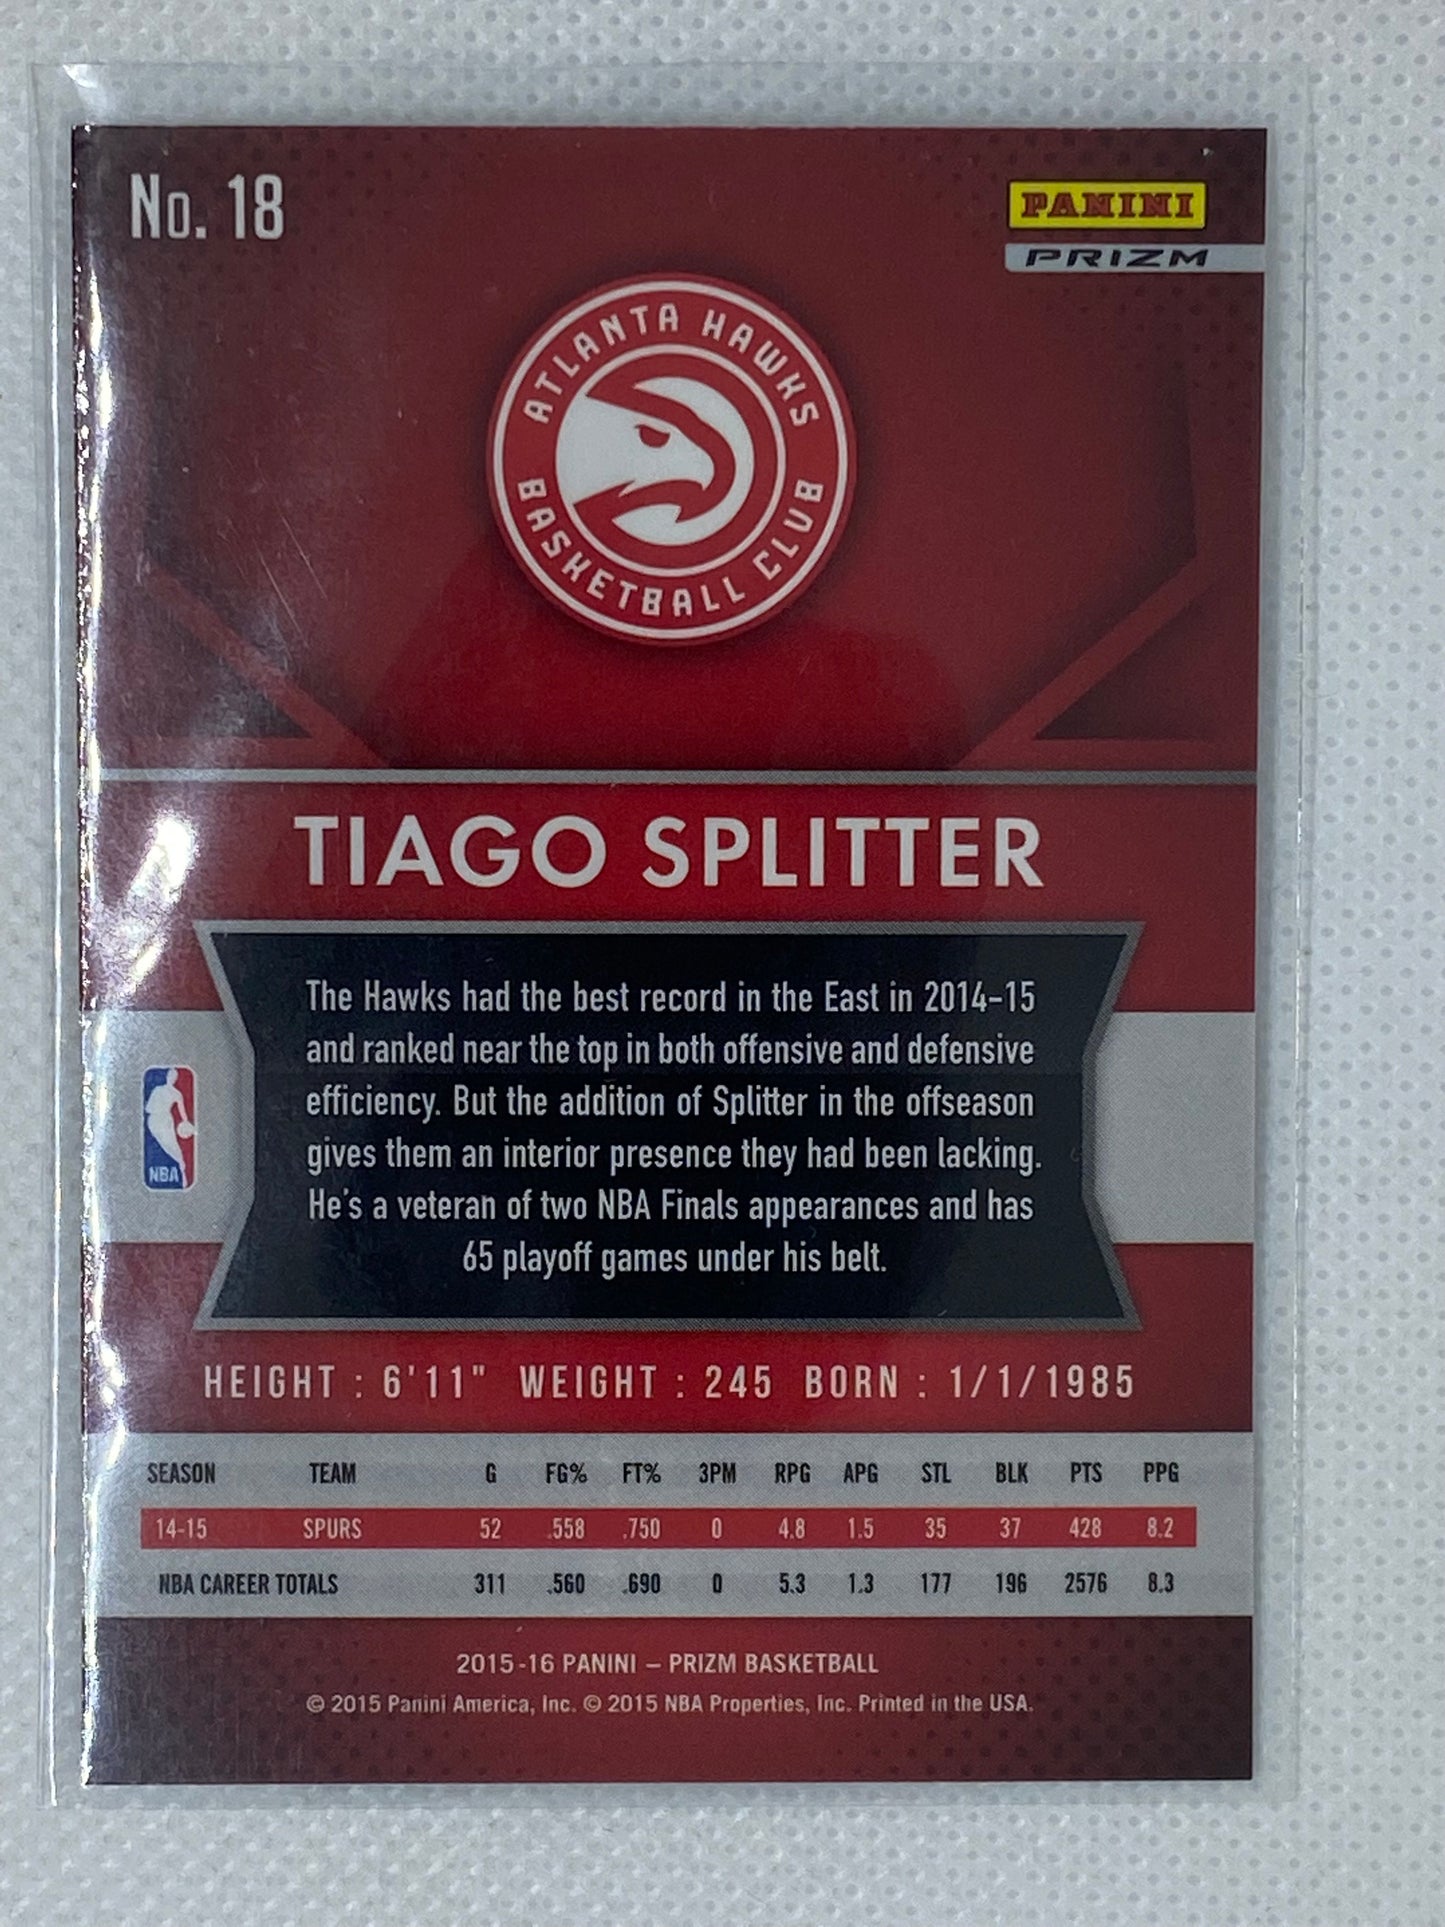 No. 18
PANINI
PRIZM
ATLANTA HAWKS
BASKETBALL CLUB
TIAGO SPLITTER
The Hawks had the best record in the East in 2014-15
and ranked near the top in both offensive and defensive
efficiency. But the addition of Splitter in the offseason
gives them an interior presence they had been lacking.
He's a veteran of two NBA Finals appearances and has
65 playoff games under his belt.
NBA
HEIGHT : 6'11" WEIGHT : 245 BORN : 1/1/1985
SEASON TEAM G FG% FT% 3PM RPG APG STL BLK PTS PPG
14-15 SPURS 52 .558 .750 0 4.8 1.5 35 37 428 8.2
NBA CAREER TOTALS 311 .560 .690 0 5.3 1.3 177 196 2576 8.3
2015-16 PANINI – PRIZM BASKETBALL
© 2015 Panini America, Inc. © 2015 NBA Properties, Inc. Printed in the USA.